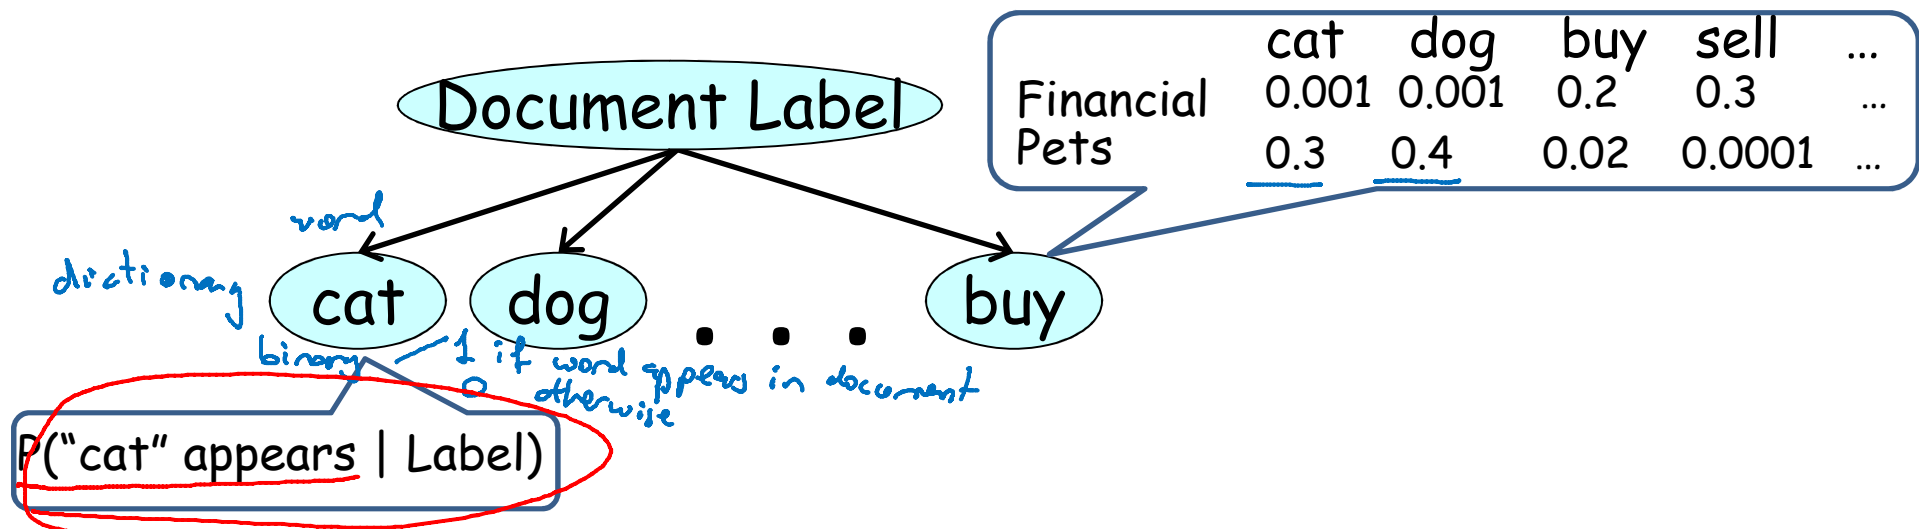 cat dog buy sell ...
Financial 0.001 0.001 0.2 0.3 ...
Pets 0.3 0.4 0.02 0.0001 ...
Document Label
word
dictionary
cat dog . . . buy
binary 1 if word appears in document
0 otherwise
P(“cat” appears | Label)